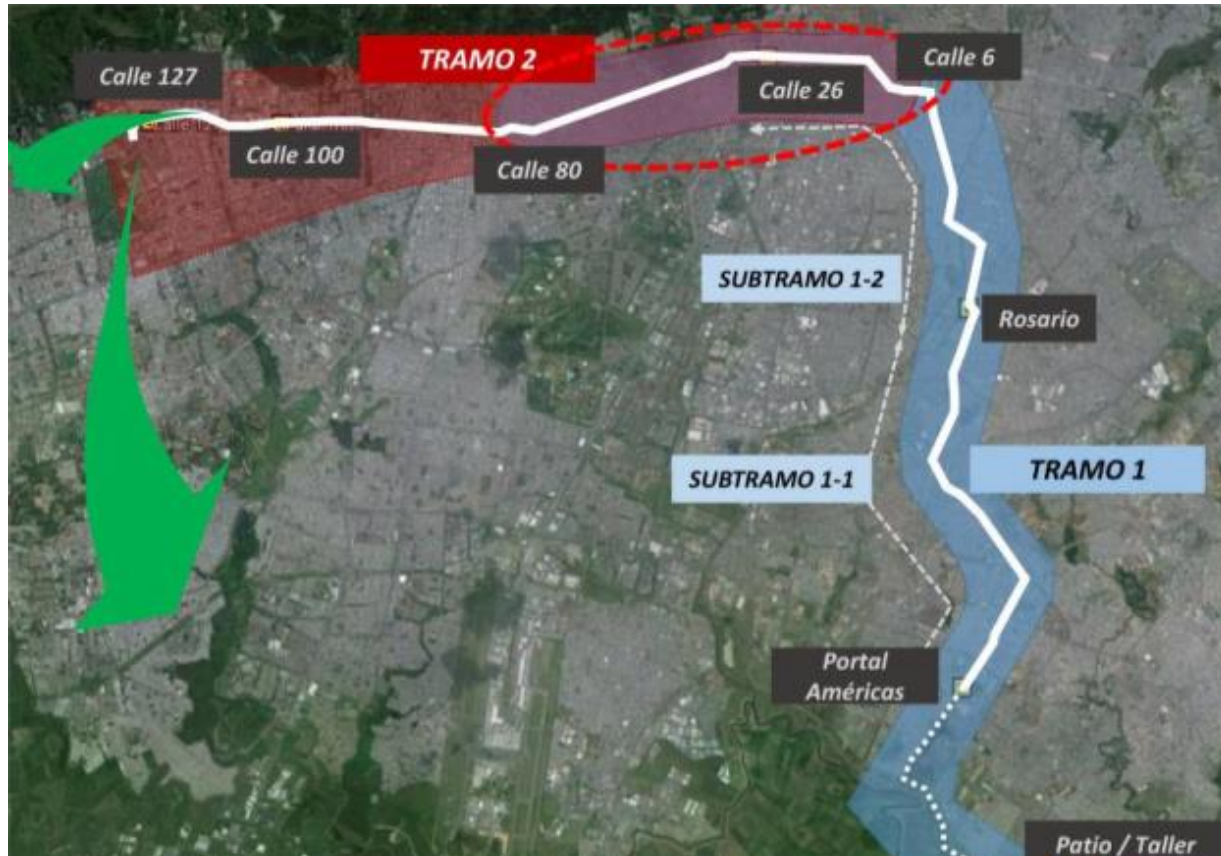 TRAMO 2
Calle 6
Calle 127
Calle 26
Calle 100
Calle 80
SUBTRAMO 1-2
Rosario
SUBTRAMO 1-1
TRAMO 1
Portal
Américas
Patio / Taller